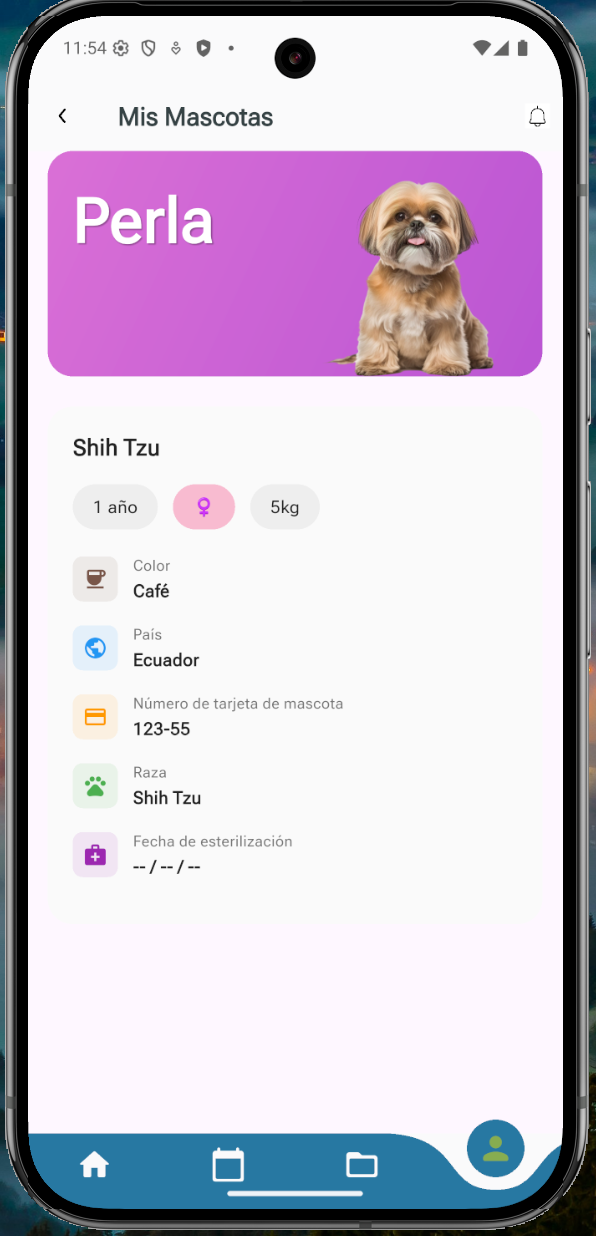 11:54
Mis Mascotas
Perla
Shih Tzu
1 año
5kg
Color
Café
País
Ecuador
Número de tarjeta de mascota
123-55
Raza
Shih Tzu
Fecha de esterilización
-- / -- / --